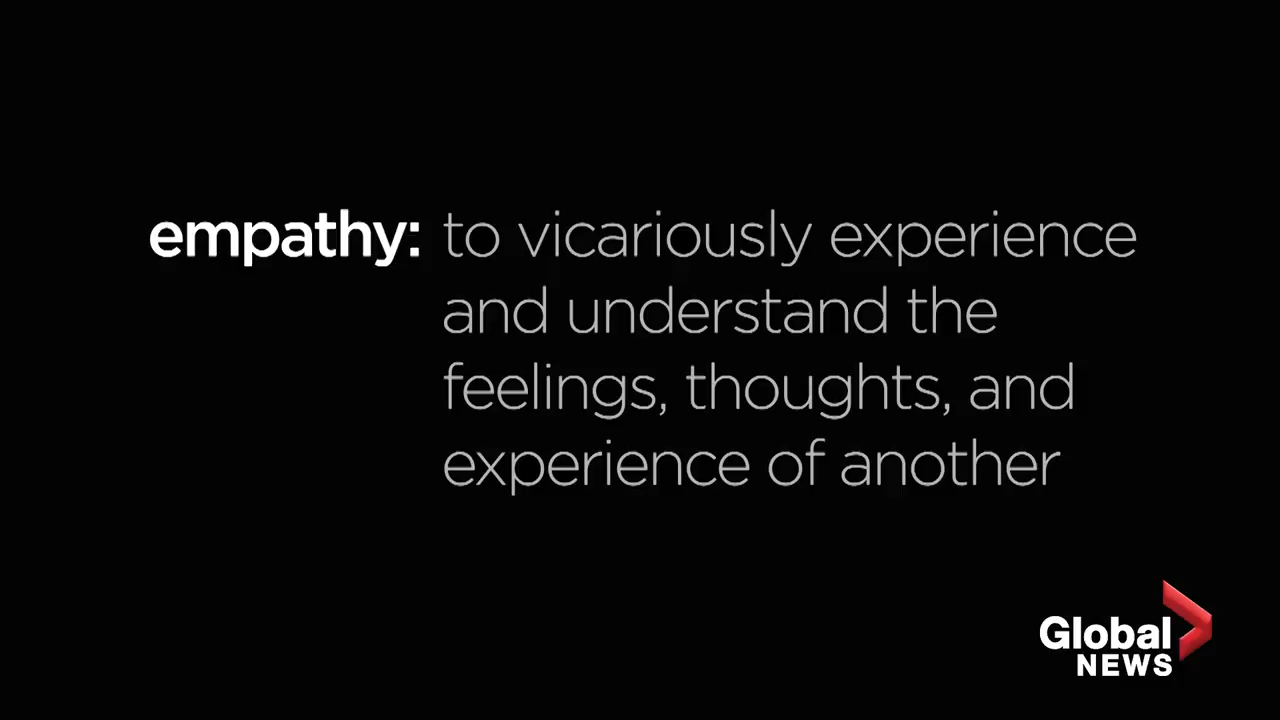 empathy: to vicariously experience
and understand the
feelings, thoughts, and
experience of another
Global
NEWS